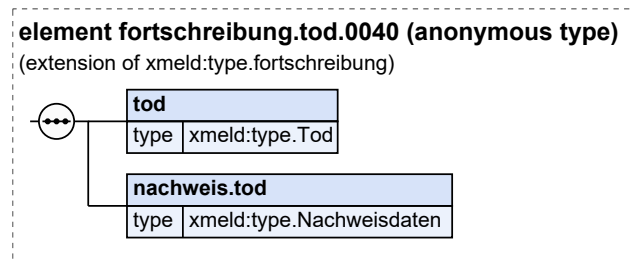 element fortschreibung.tod.0040 (anonymous type)
(extension of xmeld:type.fortschreibung)
tod
type xmeld:type.Tod
nachweis.tod
type xmeld:type.Nachweisdaten